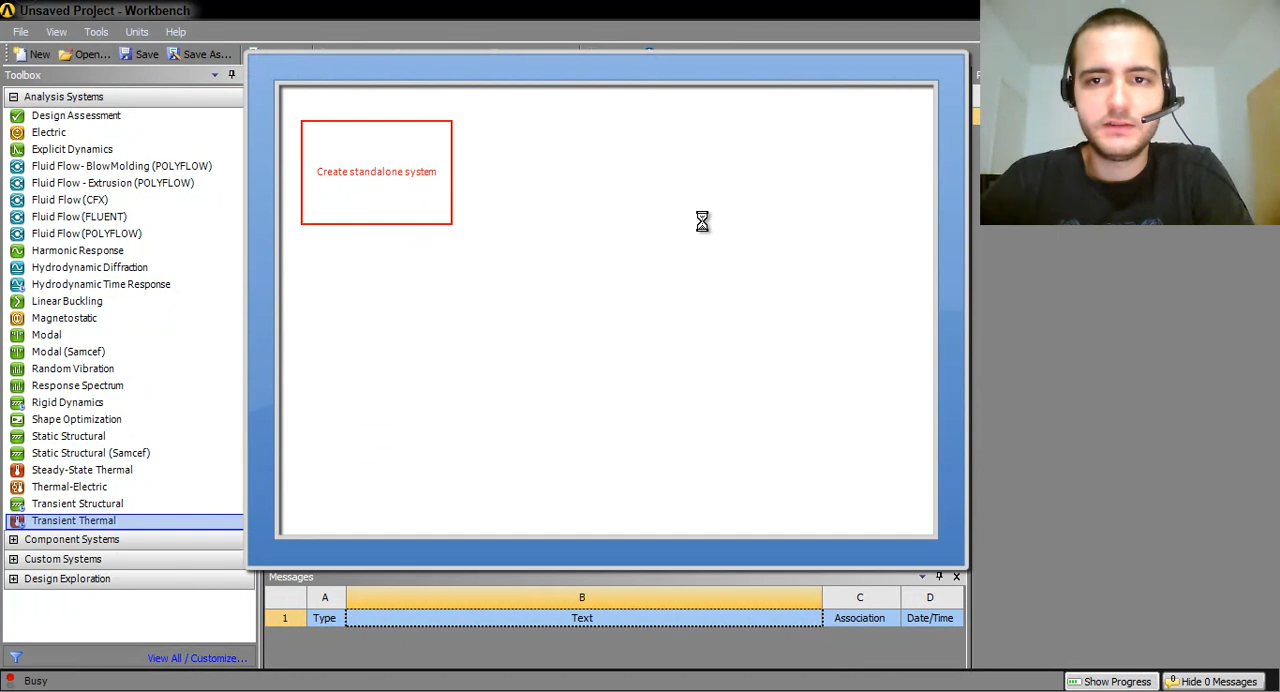 Unsaved Project - Workbench
File View Tools Units Help
New Open... Save Save As...
Toolbox
Analysis Systems
Design Assessment
Electric
Explicit Dynamics
Fluid Flow- BlowMolding (POLYFLOW)
Fluid Flow - Extrusion (POLYFLOW)
Fluid Flow (CFX)
Fluid Flow (FLUENT)
Fluid Flow (POLYFLOW)
Harmonic Response
Hydrodynamic Diffraction
Hydrodynamic Time Response
Linear Buckling
Magnetostatic
Modal
Modal (Samcef)
Random Vibration
Response Spectrum
Rigid Dynamics
Shape Optimization
Static Structural
Static Structural (Samcef)
Steady-State Thermal
Thermal-Electric
Transient Structural
Transient Thermal
Component Systems
Custom Systems
Design Exploration
View All / Customize...
Create standalone system
Messages
A B C D
1 Type Text Association Date/Time
Busy
Show Progress
0 Hide 0 Messages